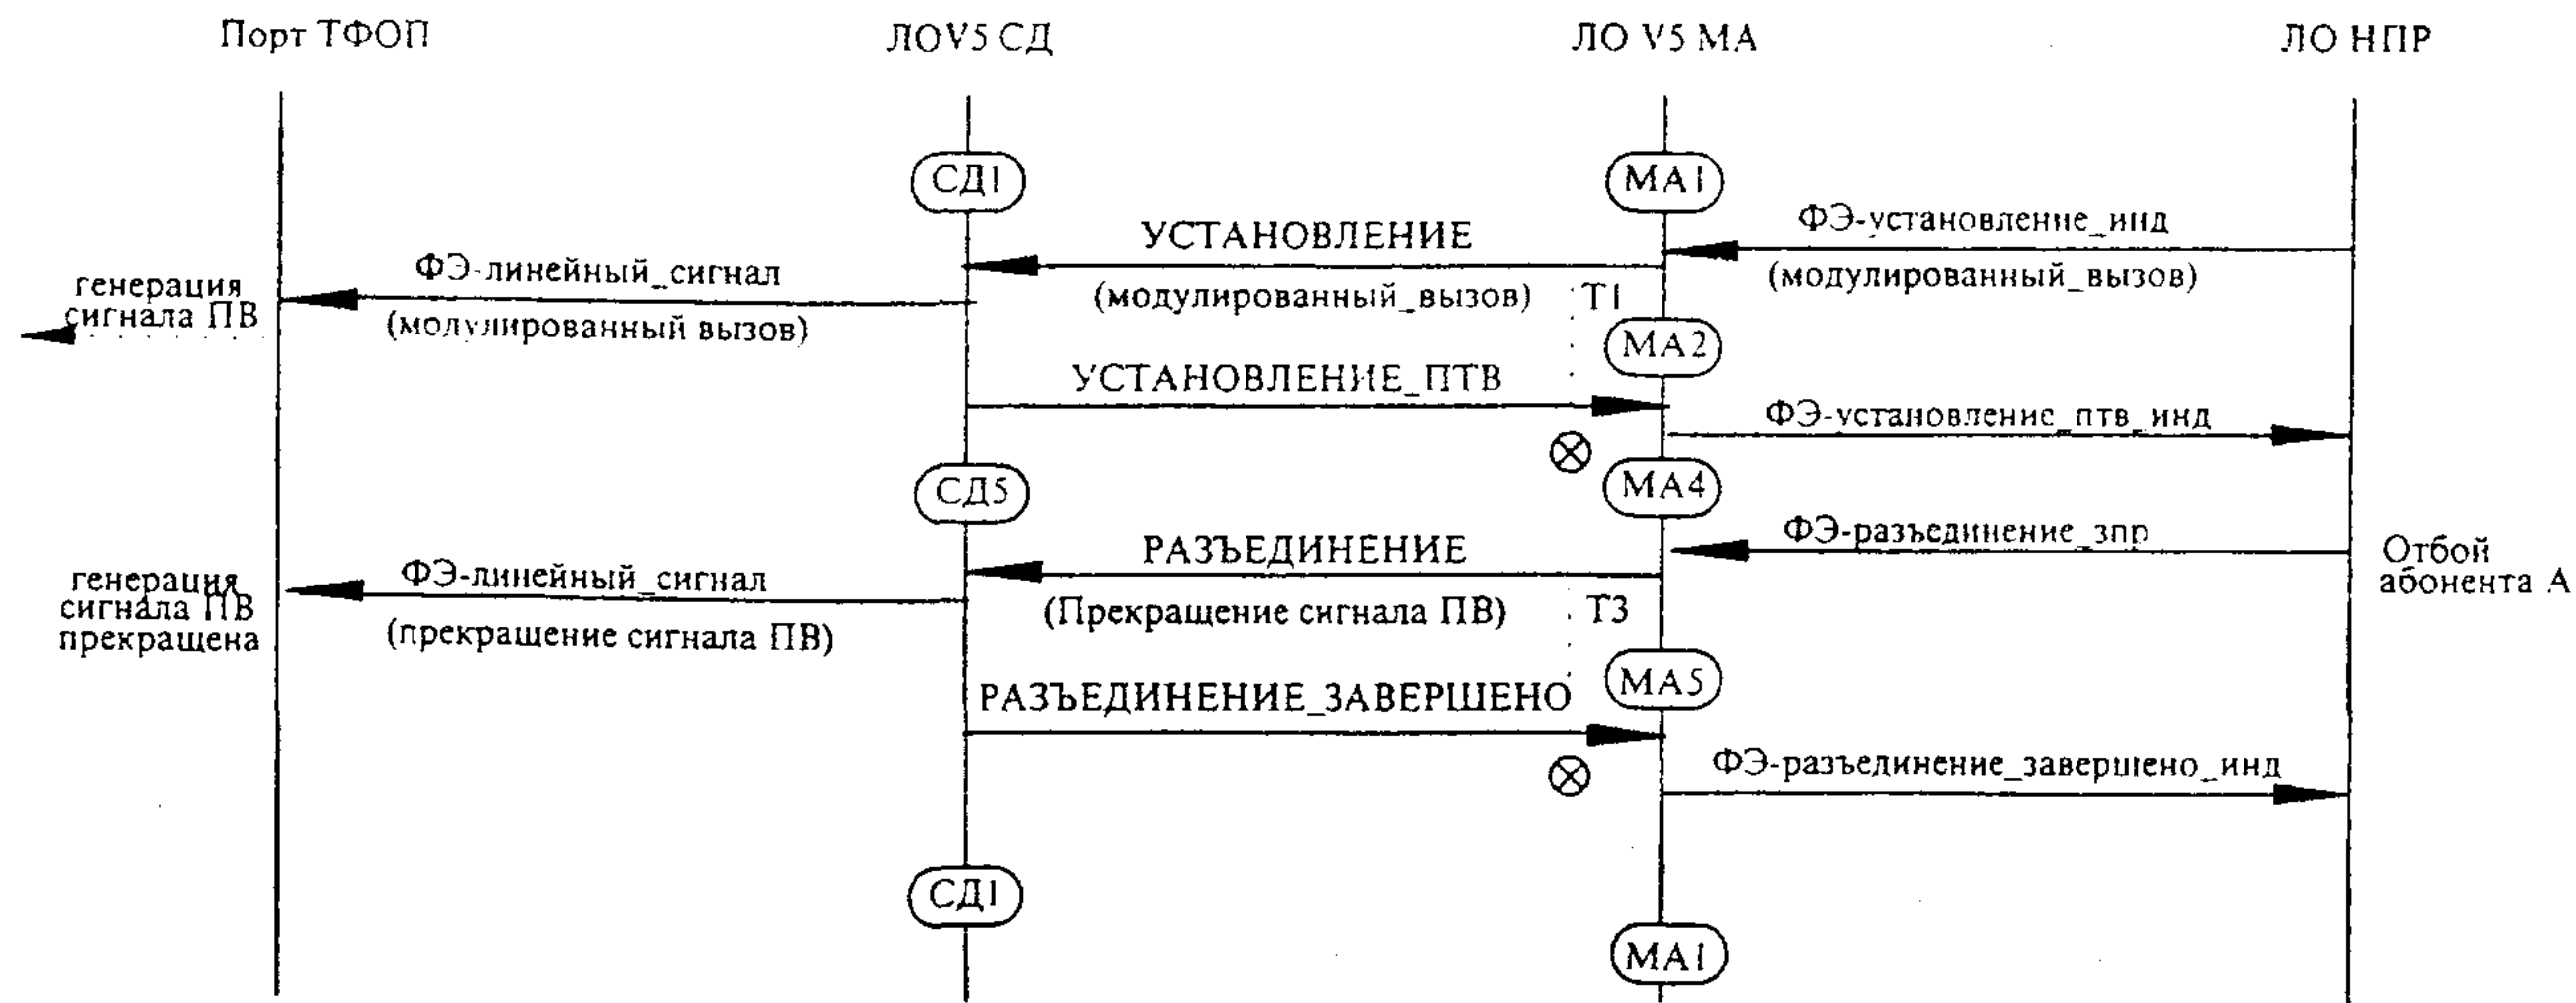 Порт ТФОП
ЛОV5 СД
ЛО V5 МА
ЛО НПР
СД1
МА1
ФЭ-установление_инд
(модулированный_вызов)
УСТАНОВЛЕНИЕ
(модулированный_вызов)
Т1
ФЭ-линейный_сигнал
(модулированный вызов)
генерация
сигнала ПВ
МА2
УСТАНОВЛЕНИЕ_ПТВ
ФЭ-установление_птв_инд
СД5
МА4
ФЭ-разъединение_зпр
Отбой
абонента А
РАЗЪЕДИНЕНИЕ
(Прекращение сигнала ПВ)
Т3
ФЭ-линейный_сигнал
(прекращение сигнала ПВ)
генерация
сигнала ПВ
прекращена
МА5
РАЗЪЕДИНЕНИЕ_ЗАВЕРШЕНО
ФЭ-разъединение_завершено_инд
СД1
МА1